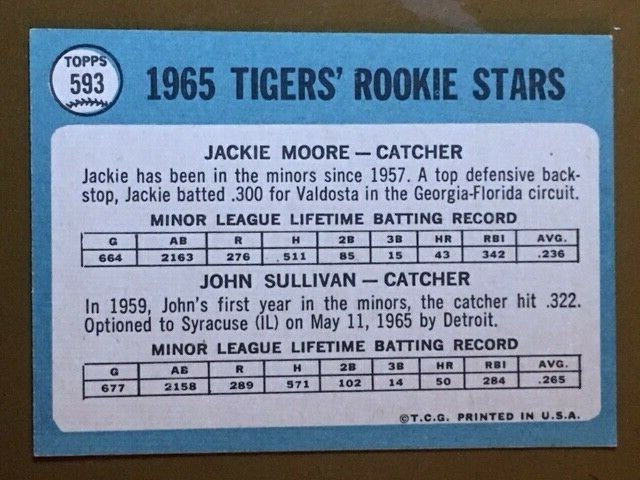 TOPPS
593
1965 TIGERS' ROOKIE STARS
JACKIE MOORE — CATCHER
Jackie has been in the minors since 1957. A top defensive back-
stop, Jackie batted .300 for Valdosta in the Georgia-Florida circuit.
MINOR LEAGUE LIFETIME BATTING RECORD
G AB R H 2B 3B HR RBI AVG.
664 2163 276 511 85 15 43 342 .236
JOHN SULLIVAN — CATCHER
In 1959, John's first year in the minors, the catcher hit .322.
Optioned to Syracuse (IL) on May 11, 1965 by Detroit.
MINOR LEAGUE LIFETIME BATTING RECORD
G AB R H 2B 3B HR RBI AVG.
677 2158 289 571 102 14 50 284 .265
©T.C.G. PRINTED IN U.S.A.